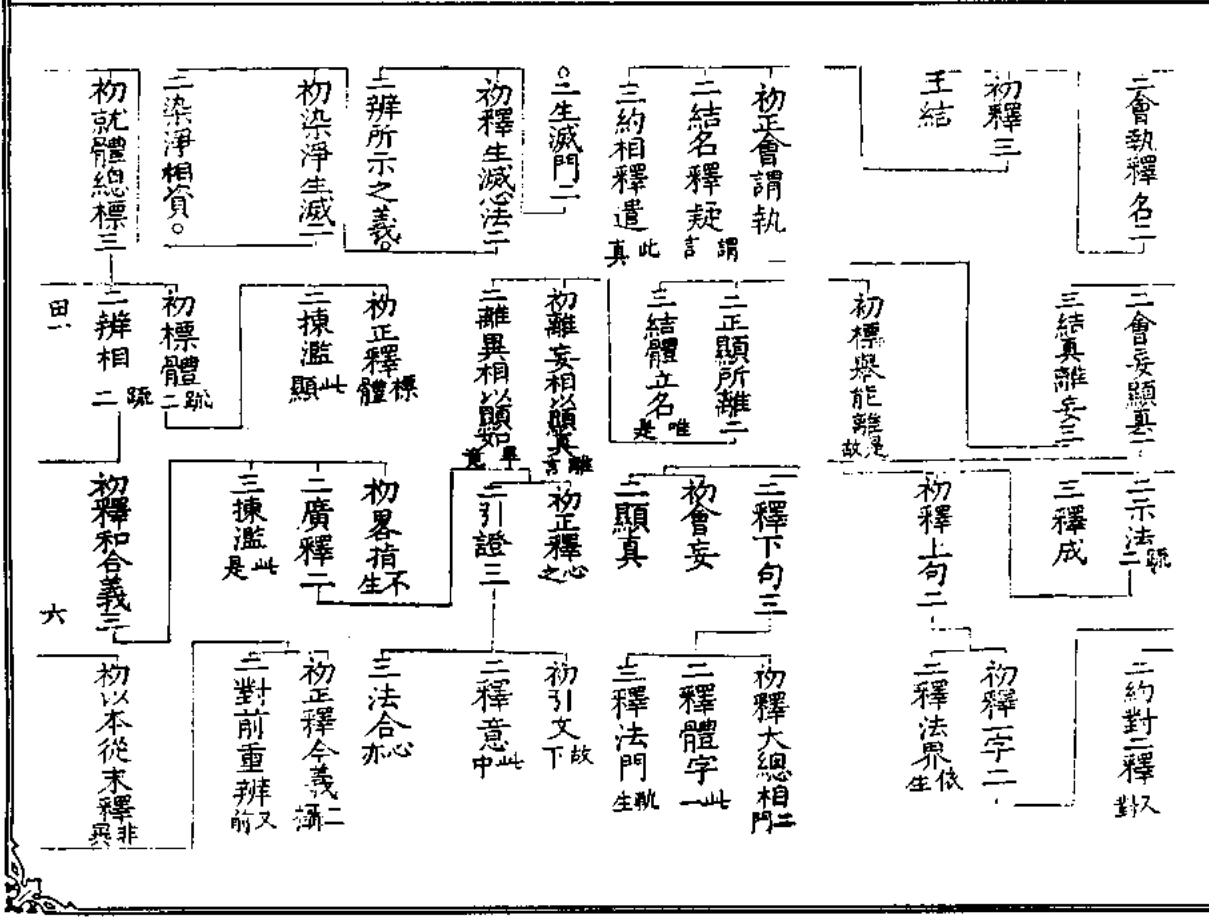 二會執釋名二
初釋三
王結
初正會謂執
二結名釋疑 謂言
三約相釋遣 此真
○二生滅門二
初釋生滅心法二
二辨所示之義○
初染淨生滅二
二染淨相資○
初就體總標三
二會妄顯真二
三結真離妄三
初標舉能離 是故
二正顯所離二
三結體立名 唯是
初離妄相以顯真 離言
二離異相以顯如 畢竟
初正釋 標體
二揀濫 此顯
初標體 疏二
二辨相 疏二
二示法 疏二
三釋成
初釋上句二
二釋下句三
初會妄
二顯真
初正釋 心之
二引證三
初畧指 不生
二廣釋二
三揀濫 此是
初釋和合義三
六
二約對二釋 又對
初釋一字二
二釋法界 依生
初釋大總相門二
二釋體字 此一
三釋法門 軌生
初引文 故下
二釋意 此中
三法合 心亦
初正釋今義 二攝
二對前重辨 又前
初以本從末釋